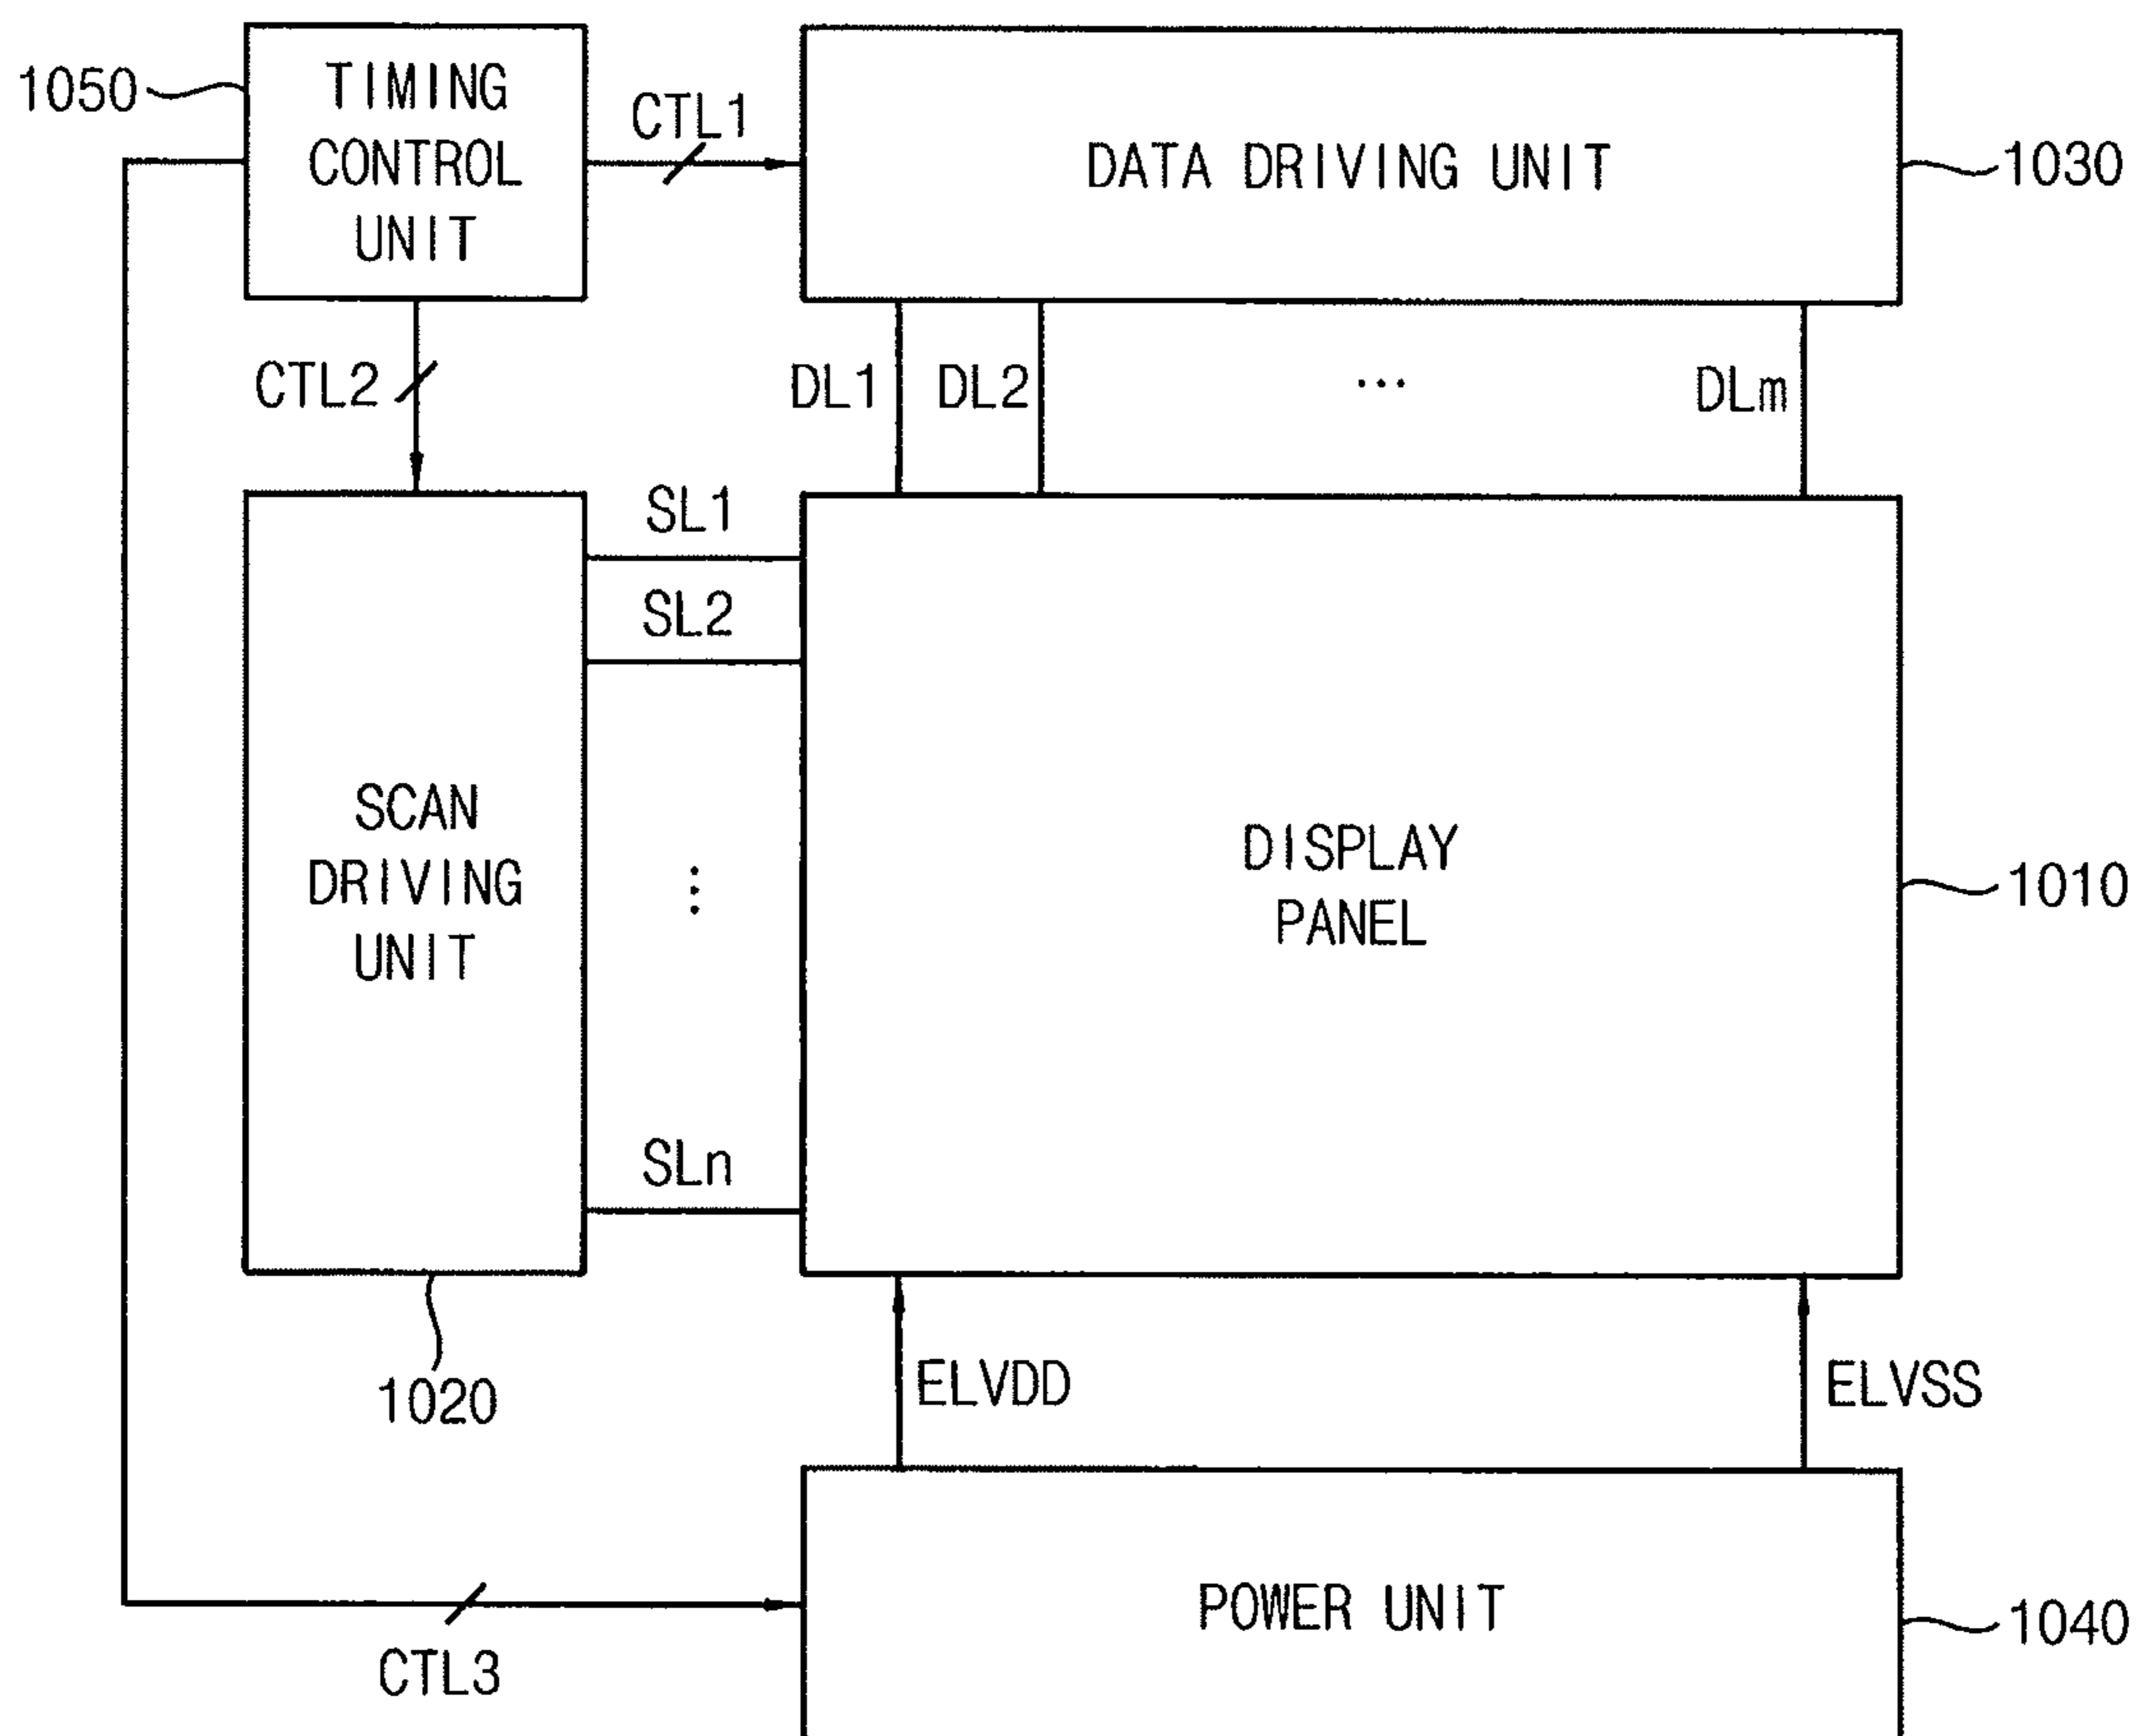 1050
TIMING
CONTROL
UNIT
CTL1
DATA DRIVING UNIT
1030
CTL2
DL1
DL2
...
DLm
SL1
SL2
SCAN
DRIVING
UNIT
...
DISPLAY
PANEL
1010
SLn
1020
ELVDD
ELVSS
POWER UNIT
1040
CTL3